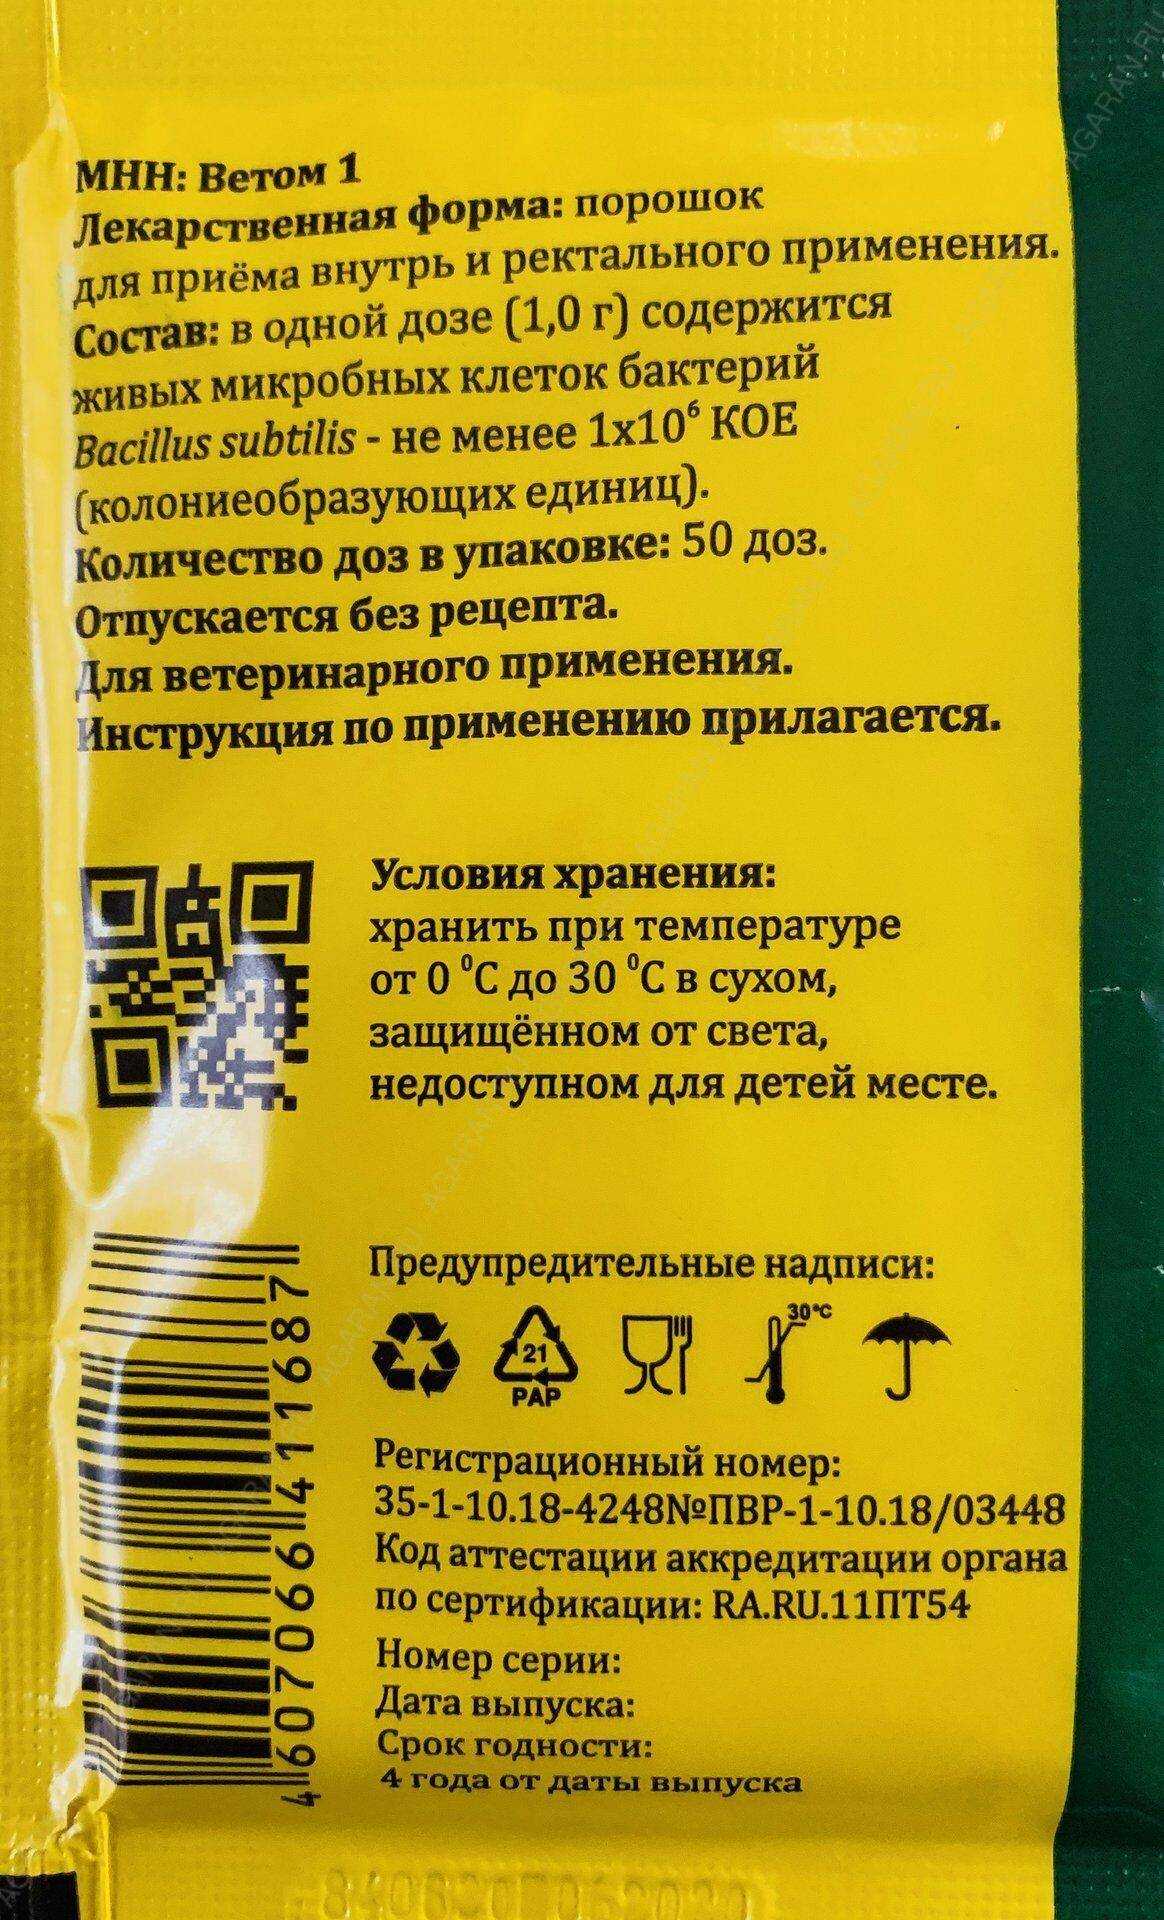 МНН: Ветом 1
Лекарственная форма: порошок
для приёма внутрь и ректального применения.
Состав: в одной дозе (1,0 г) содержится
живых микробных клеток бактерий
Bacillus subtilis - не менее 1х10⁶ КОЕ
(колониеобразующих единиц).
Количество доз в упаковке: 50 доз.
Отпускается без рецепта.
Для ветеринарного применения.
Инструкция по применению прилагается.
Условия хранения:
хранить при температуре
от 0 ⁰С до 30 ⁰С в сухом,
защищённом от света,
недоступном для детей месте.
Предупредительные надписи:
21
PAP
30°C
Регистрационный номер:
35-1-10.18-4248№ПВР-1-10.18/03448
Код аттестации аккредитации органа
по сертификации: RA.RU.11ПТ54
Номер серии:
Дата выпуска:
Срок годности:
4 года от даты выпуска
4607066411687
AGARAN.RU